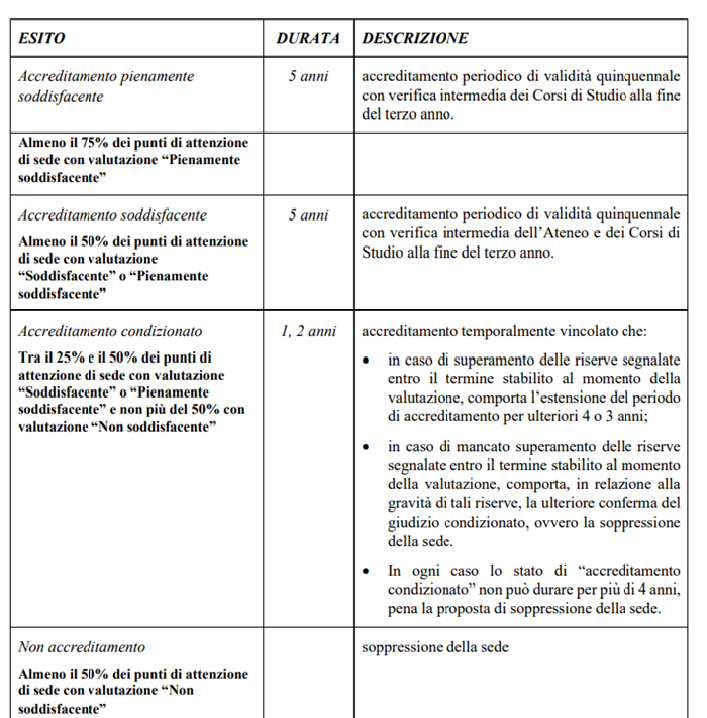 ESITO DURATA DESCRIZIONE
Accreditamento pienamente
soddisfacente
5 anni
accreditamento periodico di validità quinquennale
con verifica intermedia dei Corsi di Studio alla fine
del terzo anno.
Almeno il 75% dei punti di attenzione
di sede con valutazione “Pienamente
soddisfacente”
Accreditamento soddisfacente
Almeno il 50% dei punti di attenzione
di sede con valutazione
“Soddisfacente” o “Pienamente
soddisfacente”
5 anni
accreditamento periodico di validità quinquennale
con verifica intermedia dell’Ateneo e dei Corsi di
Studio alla fine del terzo anno.
Accreditamento condizionato
Tra il 25% e il 50% dei punti di
attenzione di sede con valutazione
“Soddisfacente” o “Pienamente
soddisfacente” e non più del 50% con
valutazione “Non soddisfacente”
1, 2 anni
accreditamento temporalmente vincolato che:
• in caso di superamento delle riserve segnalate
entro il termine stabilito al momento della
valutazione, comporta l’estensione del periodo
di accreditamento per ulteriori 4 o 3 anni;
• in caso di mancato superamento delle riserve
segnalate entro il termine stabilito al momento
della valutazione, comporta, in relazione alla
gravità di tali riserve, la ulteriore conferma del
giudizio condizionato, ovvero la soppressione
della sede.
• In ogni caso lo stato di “accreditamento
condizionato” non può durare per più di 4 anni,
pena la proposta di soppressione della sede.
Non accreditamento
Almeno il 50% dei punti di attenzione
di sede con valutazione “Non
soddisfacente”
soppressione della sede